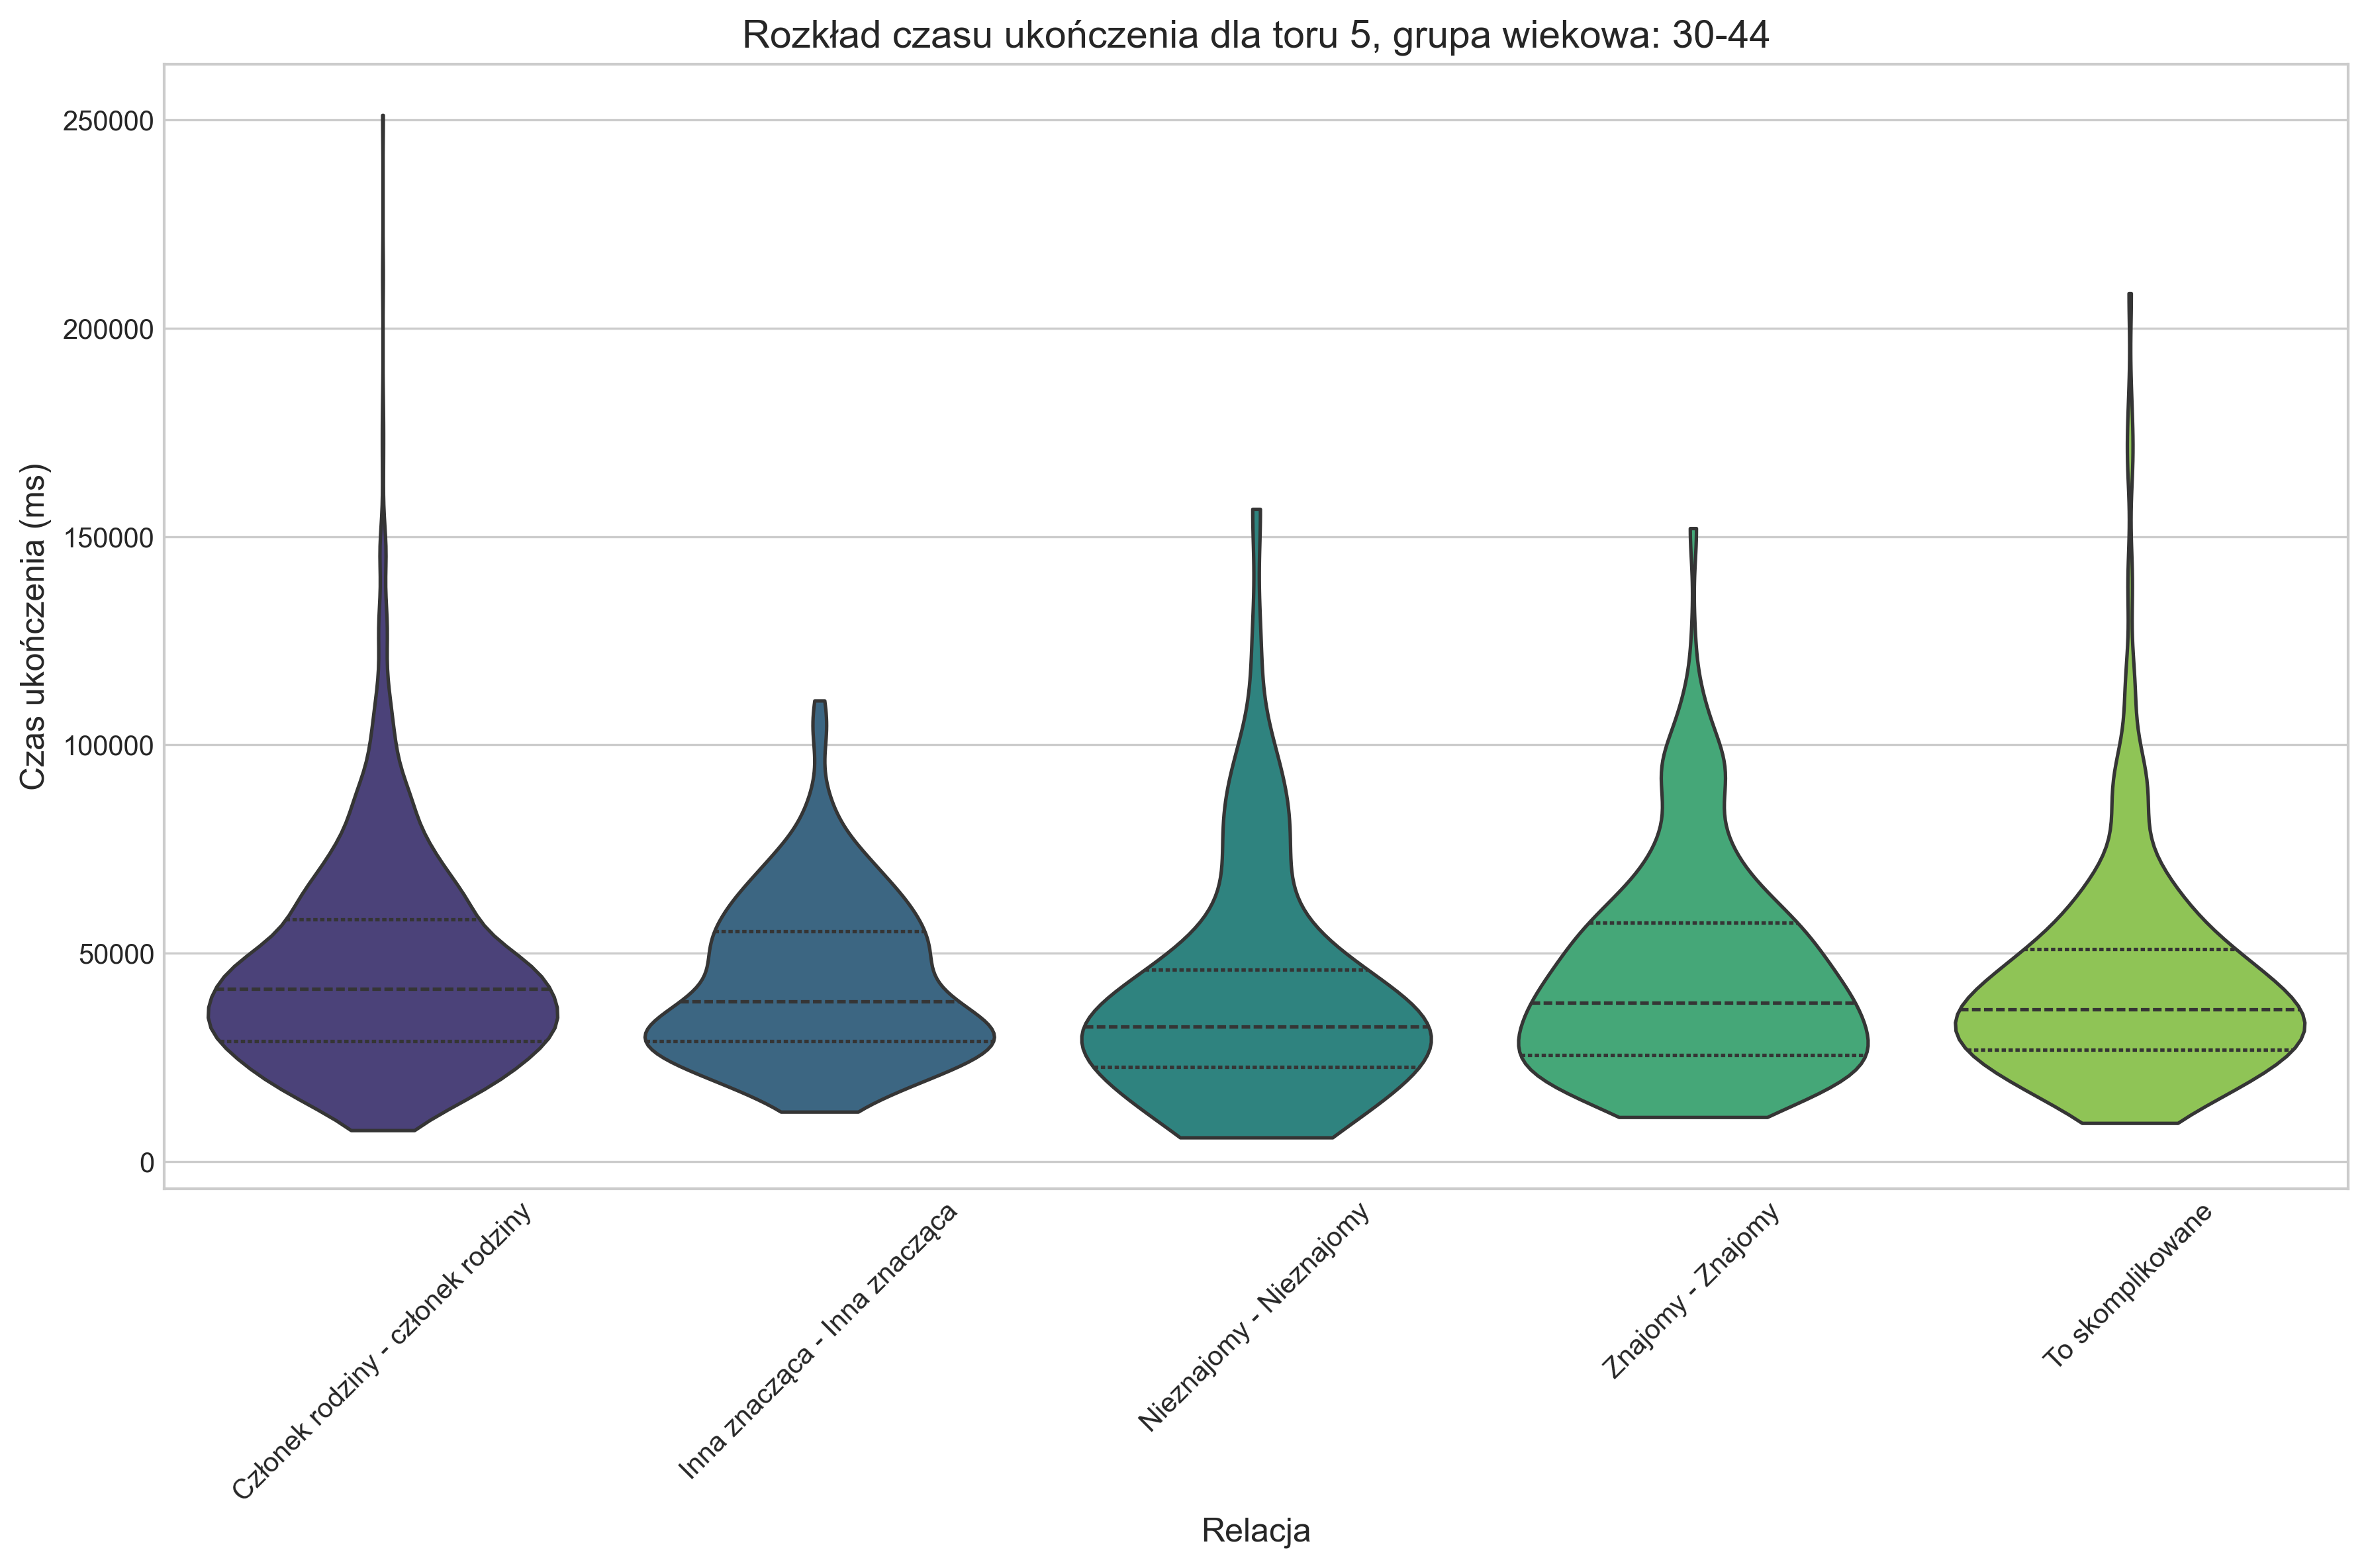 Rozkład czasu ukończenia dla toru 5, grupa wiekowa: 30-44
Czas ukończenia (ms)
250000
200000
150000
100000
50000
0
Członek rodziny - członek rodziny
Inna znacząca - Inna znacząca
Nieznajomy - Nieznajomy
Znajomy - Znajomy
To skomplikowane
Relacja